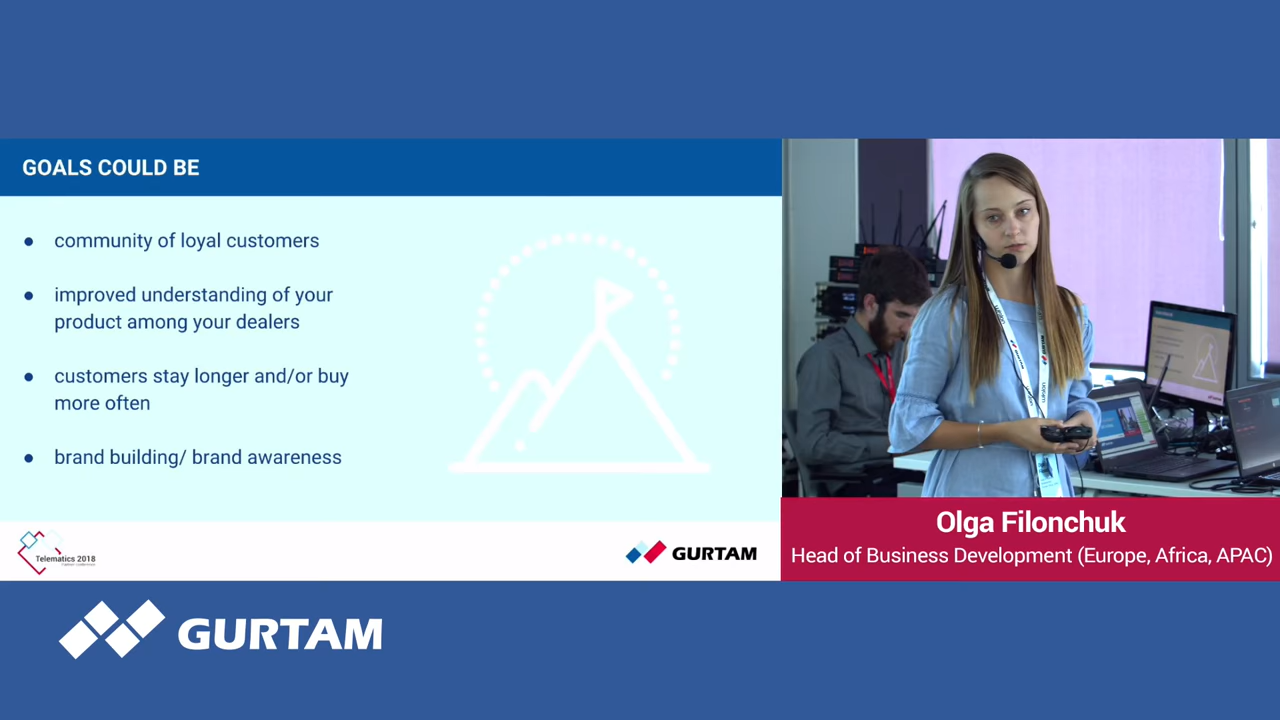 GOALS COULD BE
● community of loyal customers
● improved understanding of your
product among your dealers
● customers stay longer and/or buy
more often
● brand building/ brand awareness
Telematics 2018
GURTAM
Olga Filonchuk
Head of Business Development (Europe, Africa, APAC)
GURTAM